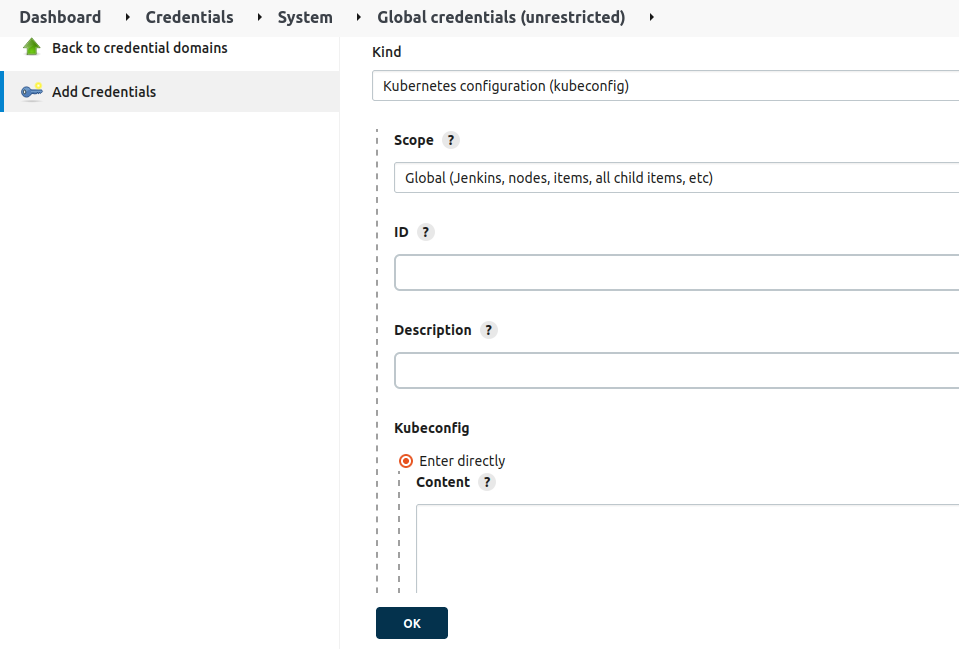 Dashboard Credentials System Global credentials (unrestricted)
Back to credential domains
Add Credentials
Kind
Kubernetes configuration (kubeconfig)
Scope ?
Global (Jenkins, nodes, items, all child items, etc)
ID ?
Description ?
Kubeconfig
Enter directly
Content ?
OK